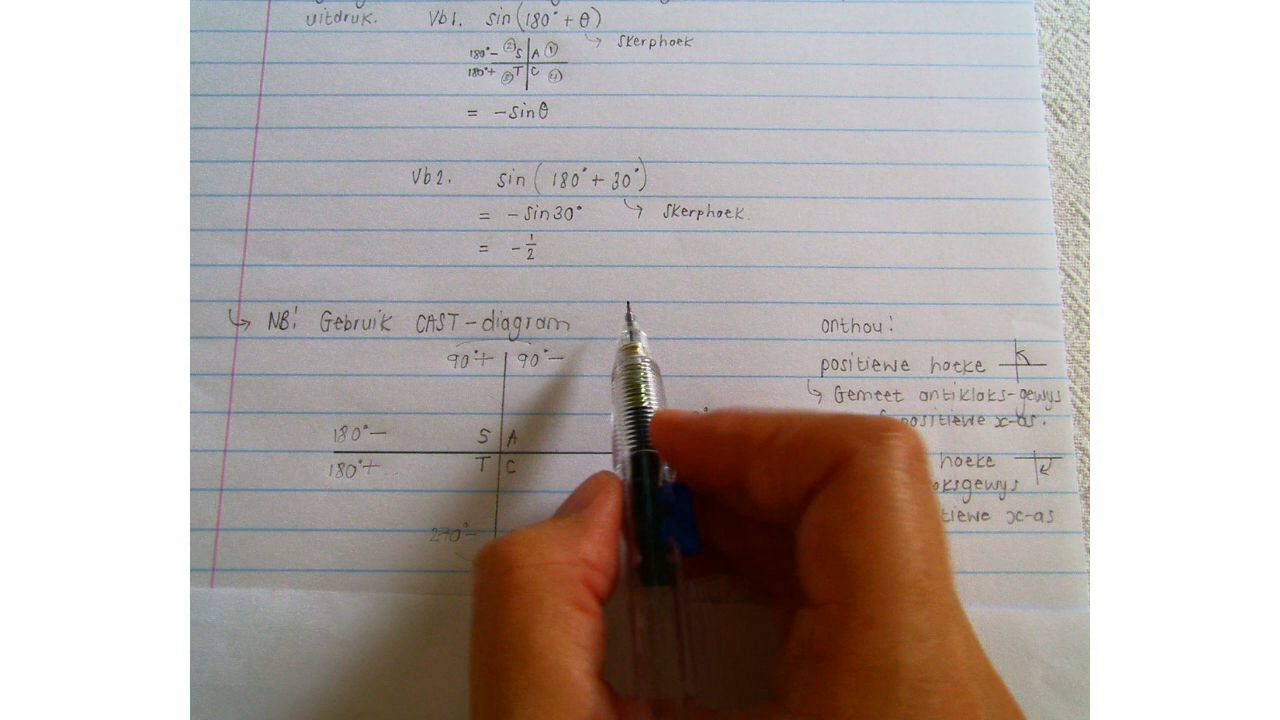 uitdruk. Vb1. sin(180° + θ)
↳ skerphoek
180°- ② S | A ①
180°+ ③ T | C ④
= -sinθ
Vb2. sin(180° + 30°)
= -sin30° ↳ skerphoek.
= -1/2
↳ NB! Gebruik CAST-diagram
90°+ | 90°-
180°- S | A
180°+ T | C
270°-
onthou!
positiewe hoeke
↳ Gemeet antikloks-gewys
positiewe x-as.
hoeke
oksgewys
tiewe x-as